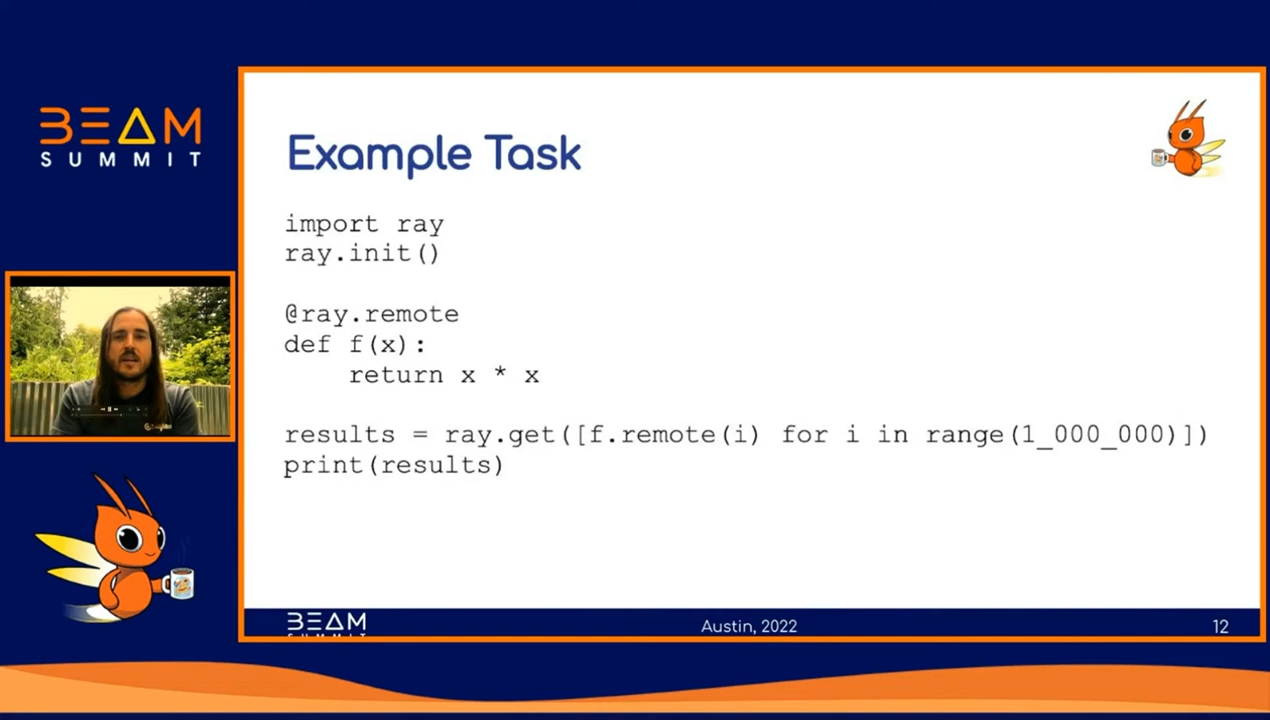 BEAM
SUMMIT
Example Task
import ray
ray.init()
@ray.remote
def f(x):
    return x * x
results = ray.get([f.remote(i) for i in range(1_000_000)])
print(results)
BEAM
SUMMIT
Austin, 2022
12